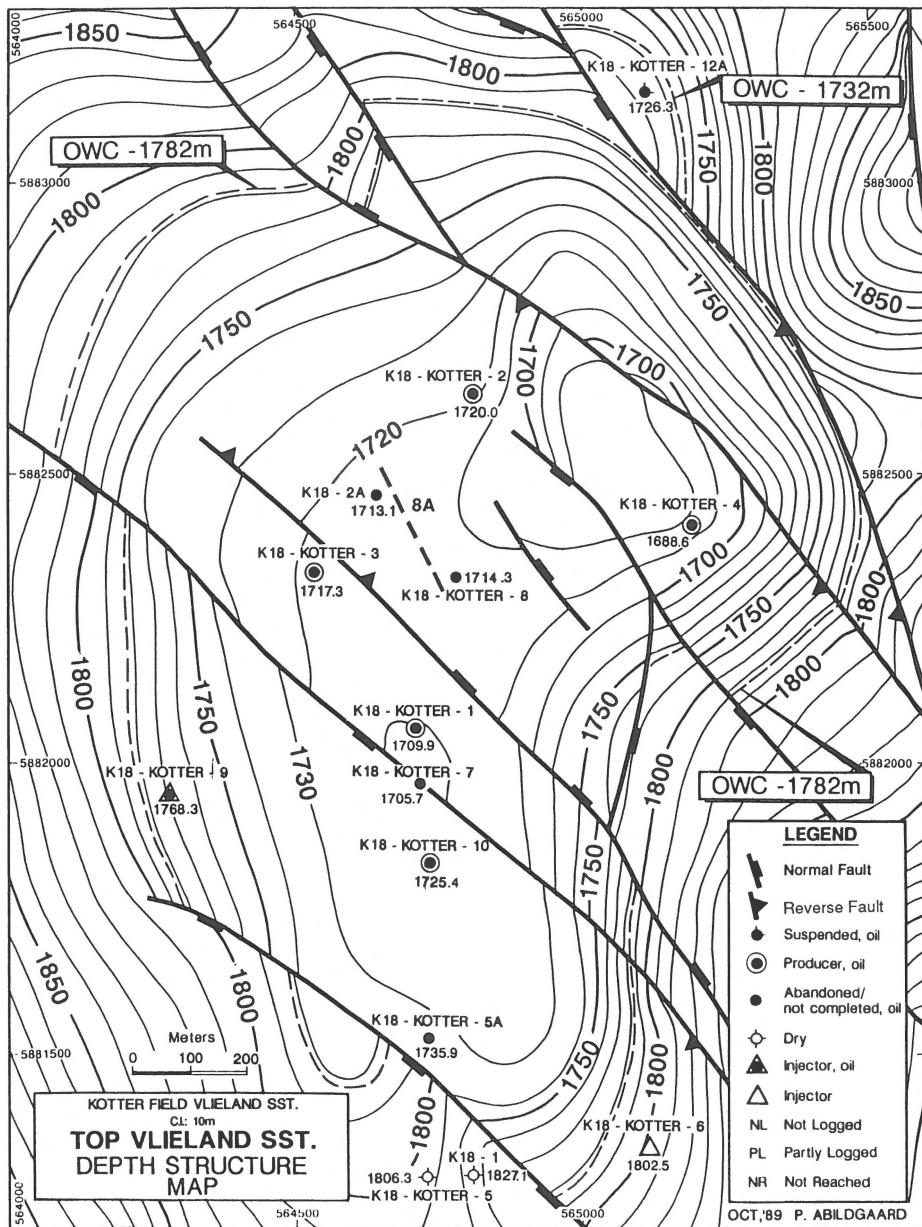 564000
564500
565000
565500
1850
1800
K18 - KOTTER - 12A
1726.3
OWC - 1732m
OWC -1782m
1800
1750
1800
5883000
5883000
1800
1750
1850
1750
1700
1700
K18 - KOTTER - 2
1720.0
1720
5882500
5882500
K18 - 2A
1713.1
8A
K18 - KOTTER - 4
1688.6
K18 - KOTTER - 3
1717.3
1714.3
K18 - KOTTER - 8
1700
1750
1800
1800
1800
1750
1750
K18 - KOTTER - 1
1709.9
5882000
5882000
K18 - KOTTER - 9
1768.3
1730
K18 - KOTTER - 7
1705.7
1800
OWC -1782m
K18 - KOTTER - 10
1725.4
1750
LEGEND
Normal Fault
Reverse Fault
Suspended, oil
Producer, oil
Abandoned/
not completed, oil
Dry
Injector, oil
Injector
NL Not Logged
PL Partly Logged
NR Not Reached
1850
1800
K18 - KOTTER - 5A
1735.9
5881500
Meters
0 100 200
1750
1800
KOTTER FIELD VLIELAND SST.
C.I.: 10m
TOP VLIELAND SST.
DEPTH STRUCTURE
MAP
1800
K18 - KOTTER - 6
1802.5
K18 - 1
1806.3
1827.1
K18 - KOTTER - 5
564000
564500
565000
OCT,'89 P. ABILDGAARD